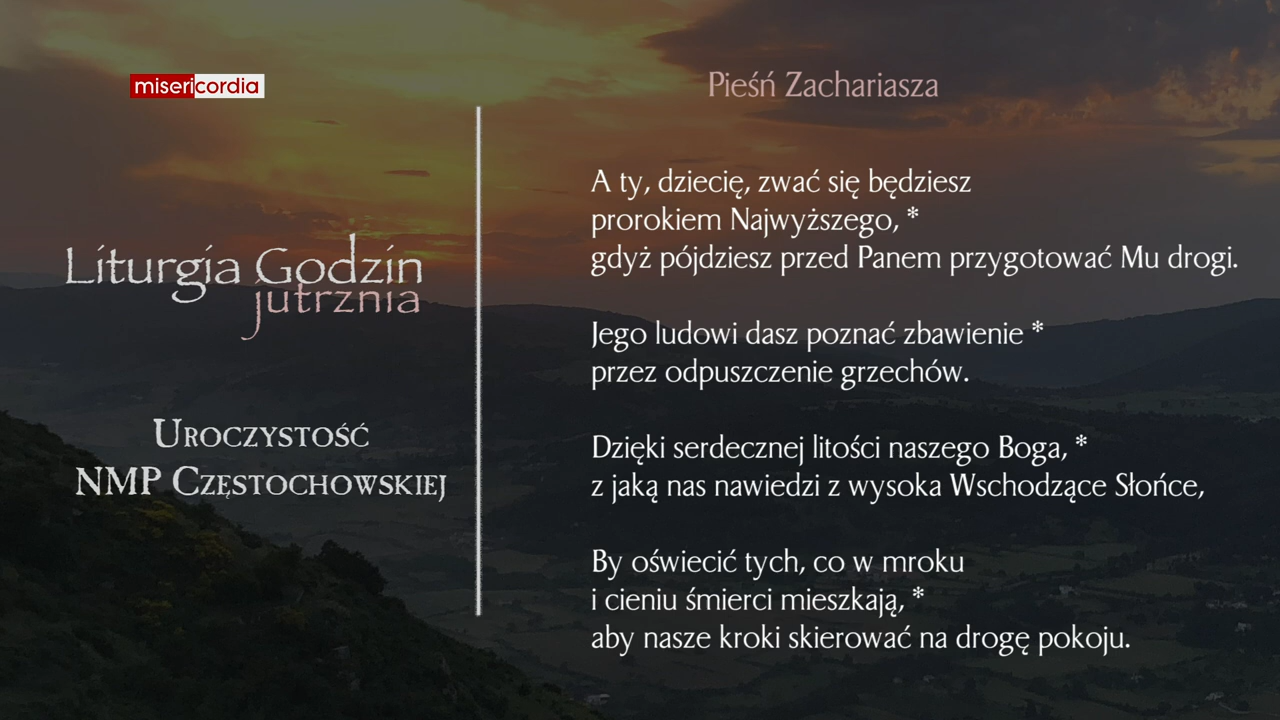 misericordia
Liturgia Godzin
jutrznia
Uroczystość
NMP Częstochowskiej
Pieśń Zachariasza
A ty, dziecię, zwać się będziesz
prorokiem Najwyższego, *
gdyż pójdziesz przed Panem przygotować Mu drogi.
Jego ludowi dasz poznać zbawienie *
przez odpuszczenie grzechów.
Dzięki serdecznej litości naszego Boga, *
z jaką nas nawiedzi z wysoka Wschodzące Słońce,
By oświecić tych, co w mroku
i cieniu śmierci mieszkają, *
aby nasze kroki skierować na drogę pokoju.